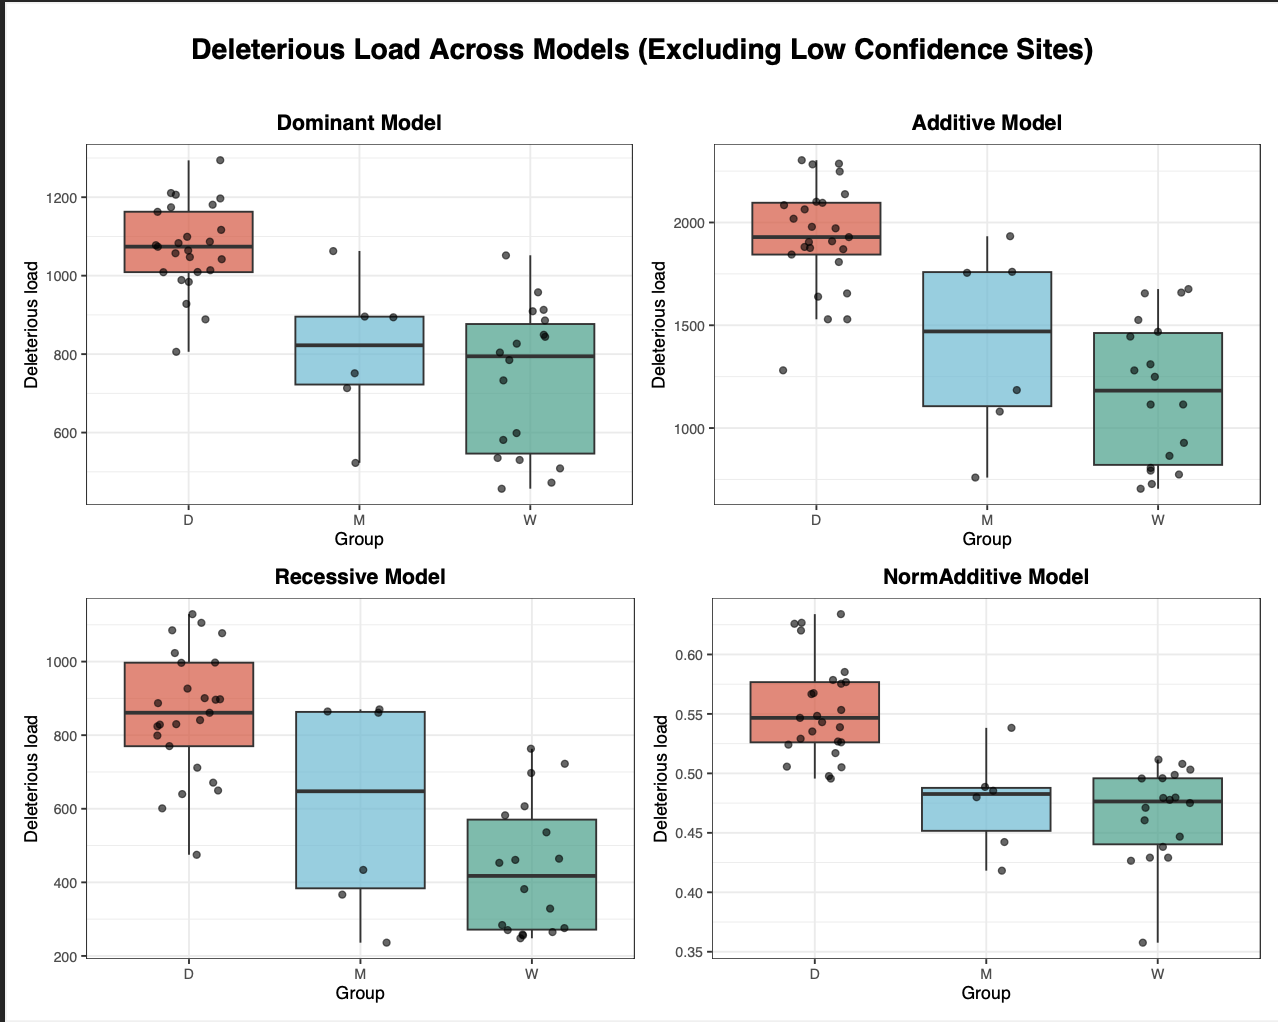 Deleterious Load Across Models (Excluding Low Confidence Sites)
Dominant Model
Deleterious load
1200
1000
800
600
D M W
Group
Additive Model
Deleterious load
2000
1500
1000
D M W
Group
Recessive Model
Deleterious load
1000
800
600
400
200
D M W
Group
NormAdditive Model
Deleterious load
0.60
0.55
0.50
0.45
0.40
0.35
D M W
Group